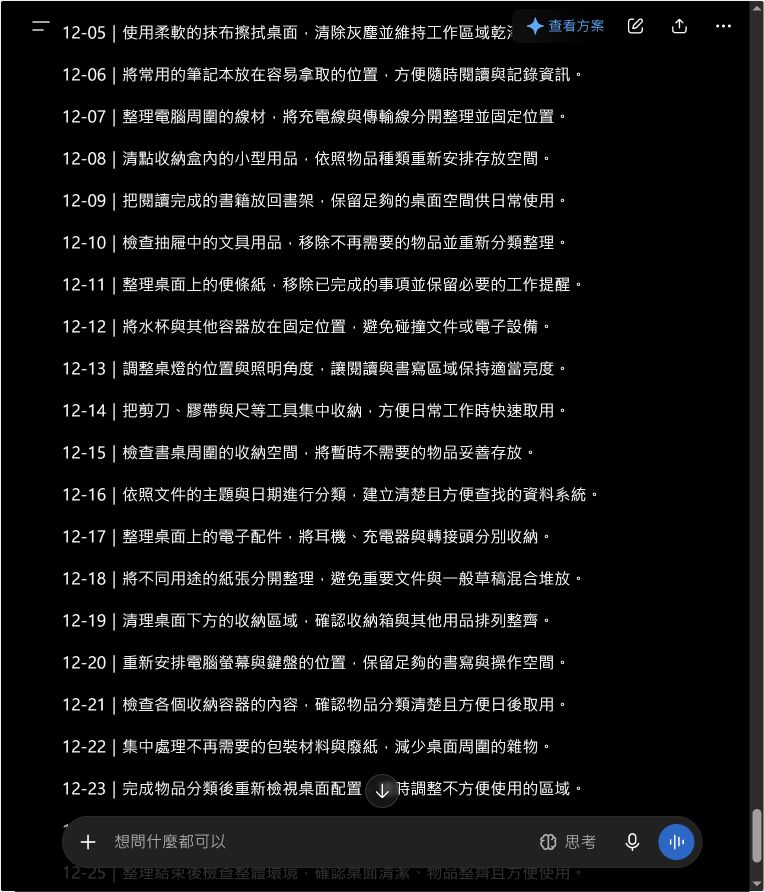 查看方案
12-05｜使用柔軟的抹布擦拭桌面，清除灰塵並維持工作區域乾
12-06｜將常用的筆記本放在容易拿取的位置，方便隨時閱讀與記錄資訊。
12-07｜整理電腦周圍的線材，將充電線與傳輸線分開整理並固定位置。
12-08｜清點收納盒內的小型用品，依照物品種類重新安排存放空間。
12-09｜把閱讀完成的書籍放回書架，保留足夠的桌面空間供日常使用。
12-10｜檢查抽屜中的文具用品，移除不再需要的物品並重新分類整理。
12-11｜整理桌面上的便條紙，移除已完成的事項並保留必要的工作提醒。
12-12｜將水杯與其他容器放在固定位置，避免碰撞文件或電子設備。
12-13｜調整桌燈的位置與照明角度，讓閱讀與書寫區域保持適當亮度。
12-14｜把剪刀、膠帶與尺等工具集中收納，方便日常工作時快速取用。
12-15｜檢查書桌周圍的收納空間，將暫時不需要的物品妥善存放。
12-16｜依照文件的主題與日期進行分類，建立清楚且方便查找的資料系統。
12-17｜整理桌面上的電子配件，將耳機、充電器與轉接頭分別收納。
12-18｜將不同用途的紙張分開整理，避免重要文件與一般草稿混合堆放。
12-19｜清理桌面下方的收納區域，確認收納箱與其他用品排列整齊。
12-20｜重新安排電腦螢幕與鍵盤的位置，保留足夠的書寫與操作空間。
12-21｜檢查各個收納容器的內容，確認物品分類清楚且方便日後取用。
12-22｜集中處理不再需要的包裝材料與廢紙，減少桌面周圍的雜物。
12-23｜完成物品分類後重新檢視桌面配置 時調整不方便使用的區域。
想問什麼都可以 思考
12-25｜整理結束後檢查整體環境，確認桌面清潔、物品整齊且方便使用。